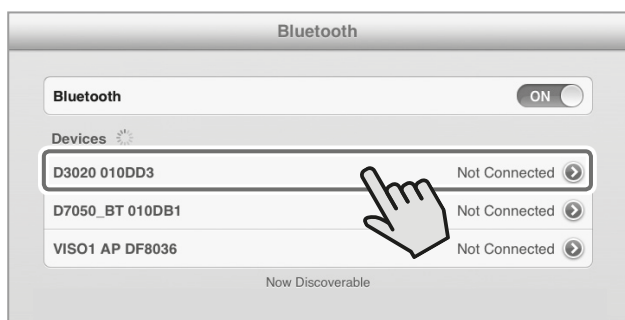 Bluetooth
Bluetooth ON
Devices
D3020 010DD3 Not Connected
D7050_BT 010DB1 Not Connected
VISO1 AP DF8036 Not Connected
Now Discoverable